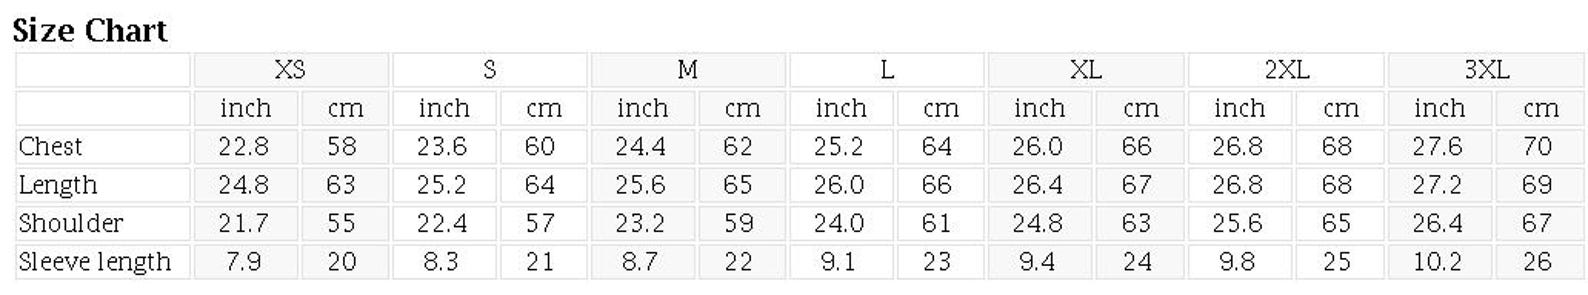 Size Chart
XS S M L XL 2XL 3XL
inch cm inch cm inch cm inch cm inch cm inch cm inch cm
Chest 22.8 58 23.6 60 24.4 62 25.2 64 26.0 66 26.8 68 27.6 70
Length 24.8 63 25.2 64 25.6 65 26.0 66 26.4 67 26.8 68 27.2 69
Shoulder 21.7 55 22.4 57 23.2 59 24.0 61 24.8 63 25.6 65 26.4 67
Sleeve length 7.9 20 8.3 21 8.7 22 9.1 23 9.4 24 9.8 25 10.2 26